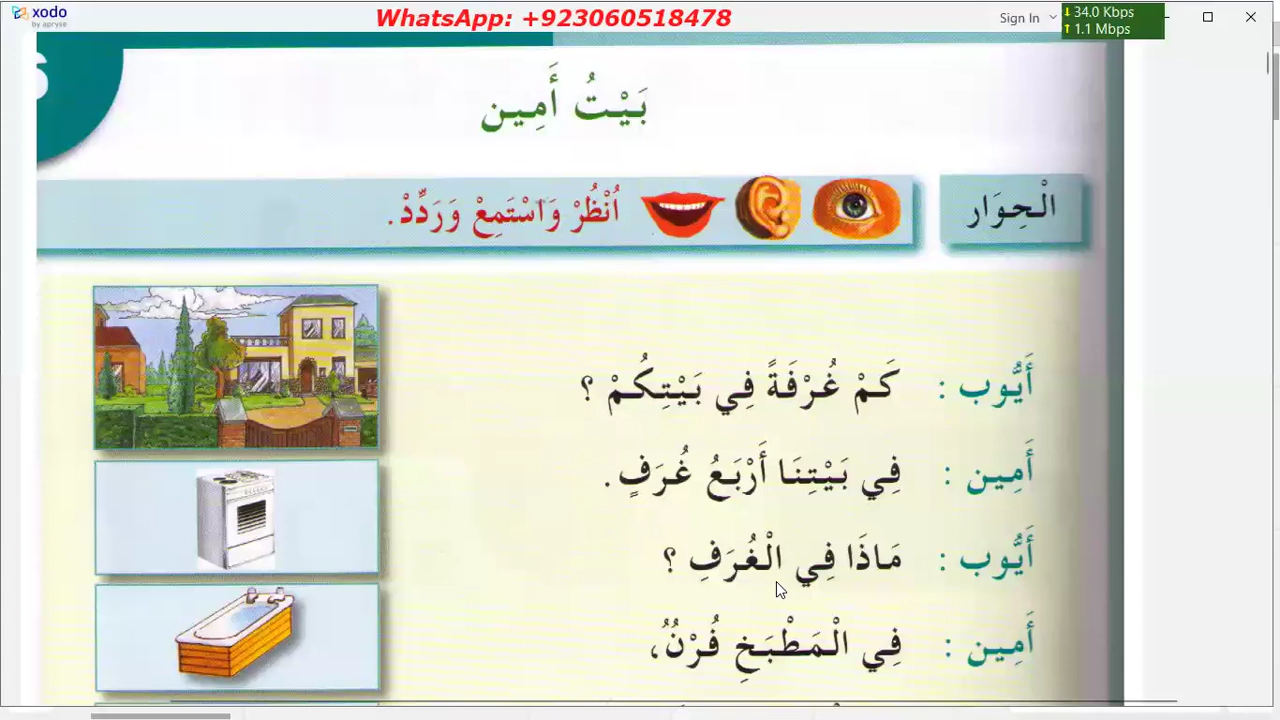 xodo
by apryse
WhatsApp: +923060518478
Sign In
34.0 Kbps
1.1 Mbps
6
بَيْتُ أَمِين
الْحِوَار
اُنْظُرْ وَاسْتَمِعْ وَرَدِّدْ.
أَيُّوب : كَمْ غُرْفَةً فِي بَيْتِكُمْ ؟
أَمِين : فِي بَيْتِنَا أَرْبَعُ غُرَفٍ .
أَيُّوب : مَاذَا فِي الْغُرَفِ ؟
أَمِين : فِي الْمَطْبَخِ فُرْنٌ،